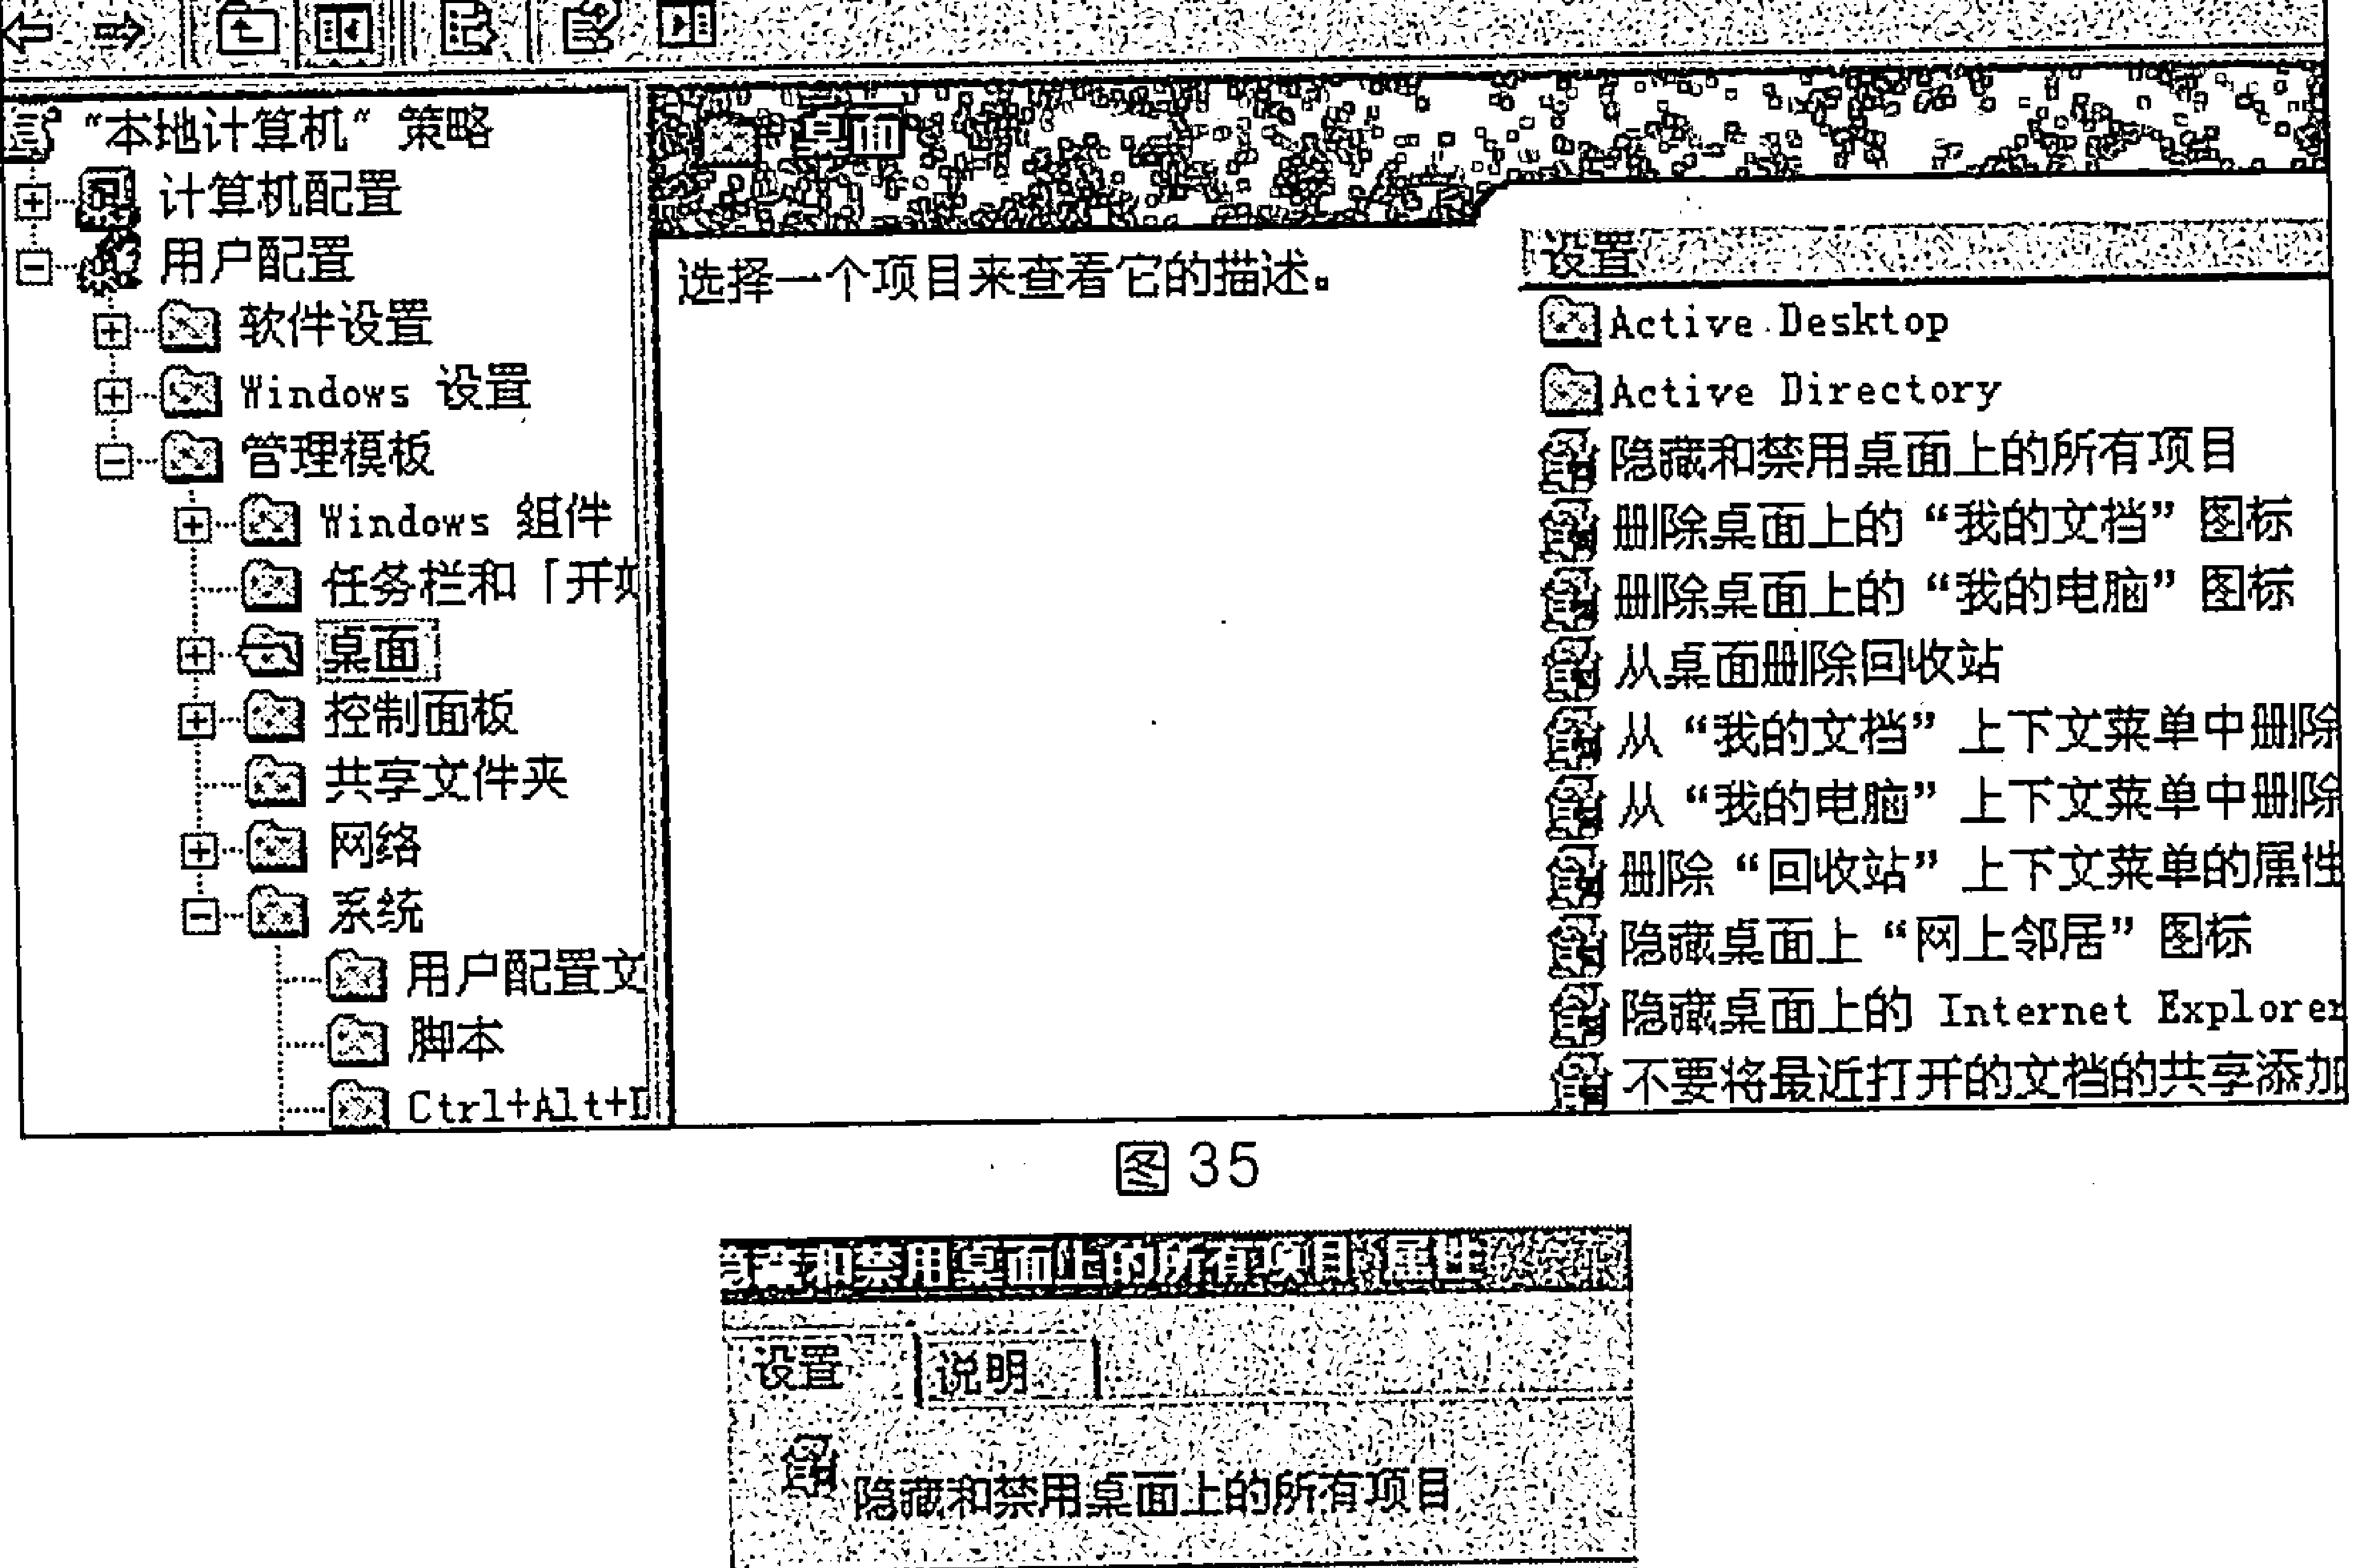 "本地计算机" 策略
计算机配置
用户配置
软件设置
Windows 设置
管理模板
Windows 组件
任务栏和「开始
桌面
控制面板
共享文件夹
网络
系统
用户配置文
脚本
Ctrl+Alt+D
桌面
选择一个项目来查看它的描述。
设置
Active Desktop
Active Directory
隐藏和禁用桌面上的所有项目
删除桌面上的“我的文档”图标
删除桌面上的“我的电脑”图标
从桌面删除回收站
从“我的文档”上下文菜单中删除
从“我的电脑”上下文菜单中删除
删除“回收站”上下文菜单的属性
隐藏桌面上“网上邻居”图标
隐藏桌面上的 Internet Explorer
不要将最近打开的文档的共享添加
图 35
隐藏和禁用桌面上的所有项目 属性
设置
说明
隐藏和禁用桌面上的所有项目